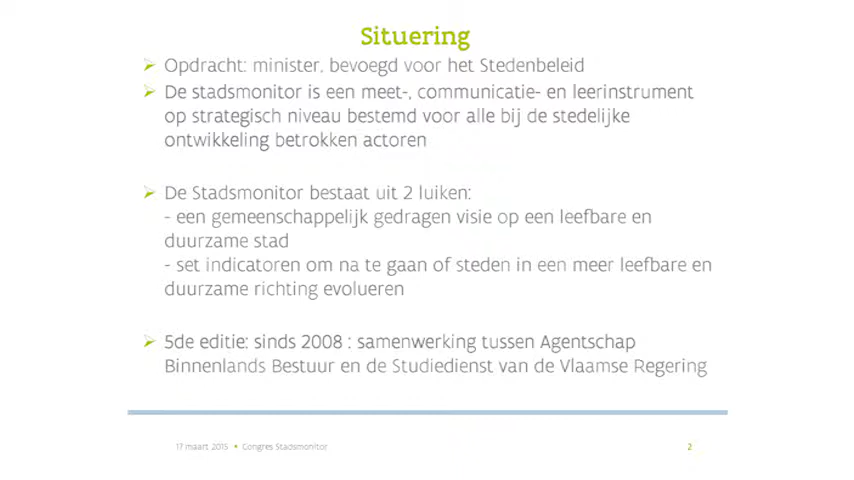 Situering
➢ Opdracht: minister, bevoegd voor het Stedenbeleid
➢ De stadsmonitor is een meet-, communicatie- en leerinstrument
op strategisch niveau bestemd voor alle bij de stedelijke
ontwikkeling betrokken actoren
➢ De Stadsmonitor bestaat uit 2 luiken:
- een gemeenschappelijk gedragen visie op een leefbare en
duurzame stad
- set indicatoren om na te gaan of steden in een meer leefbare en
duurzame richting evolueren
➢ 5de editie: sinds 2008 : samenwerking tussen Agentschap
Binnenlands Bestuur en de Studiedienst van de Vlaamse Regering
17 maart 2015 • Congres Stadsmonitor
2